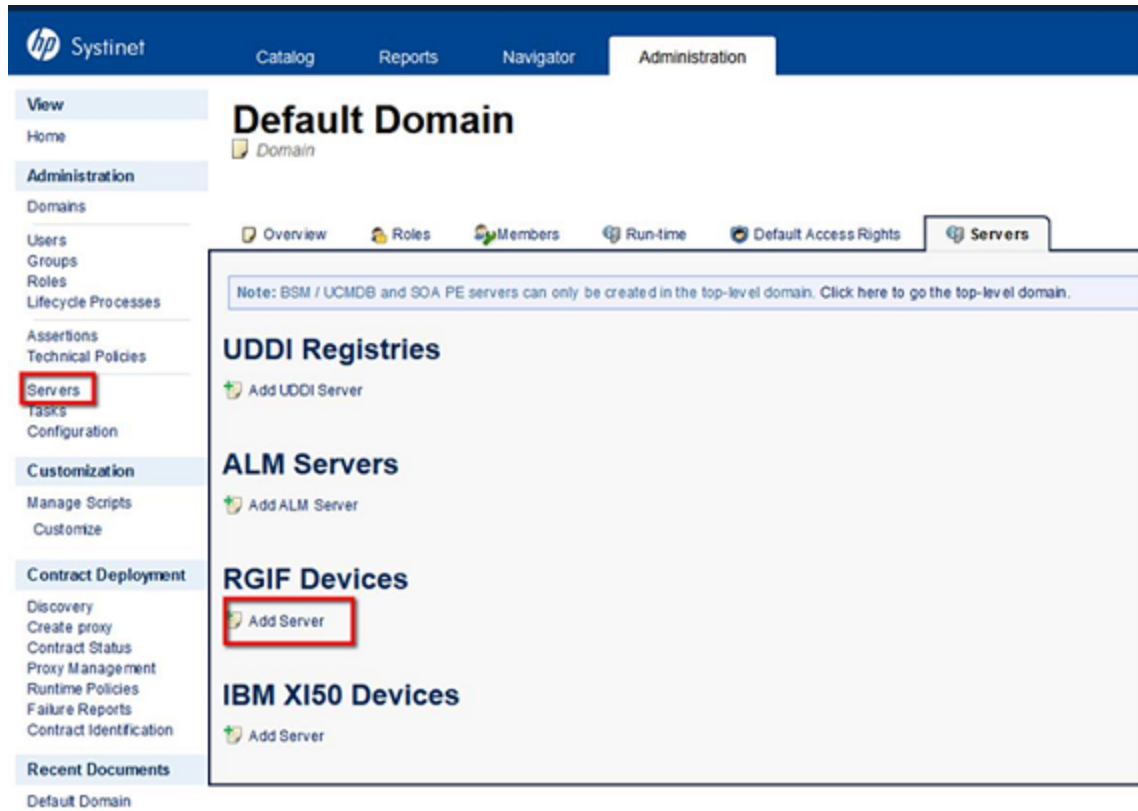 hp Systinet
Catalog Reports Navigator Administration
View
Home
Administration
Domains
Users
Groups
Roles
Lifecycle Processes
Assertions
Technical Policies
Servers
Tasks
Configuration
Customization
Manage Scripts
Customize
Contract Deployment
Discovery
Create proxy
Contract Status
Proxy Management
Runtime Policies
Failure Reports
Contract Identification
Recent Documents
Default Domain
Default Domain
Domain
Overview Roles Members Run-time Default Access Rights Servers
Note: BSM / UCMDB and SOA PE servers can only be created in the top-level domain. Click here to go the top-level domain.
UDDI Registries
Add UDDI Server
ALM Servers
Add ALM Server
RGIF Devices
Add Server
IBM XI50 Devices
Add Server